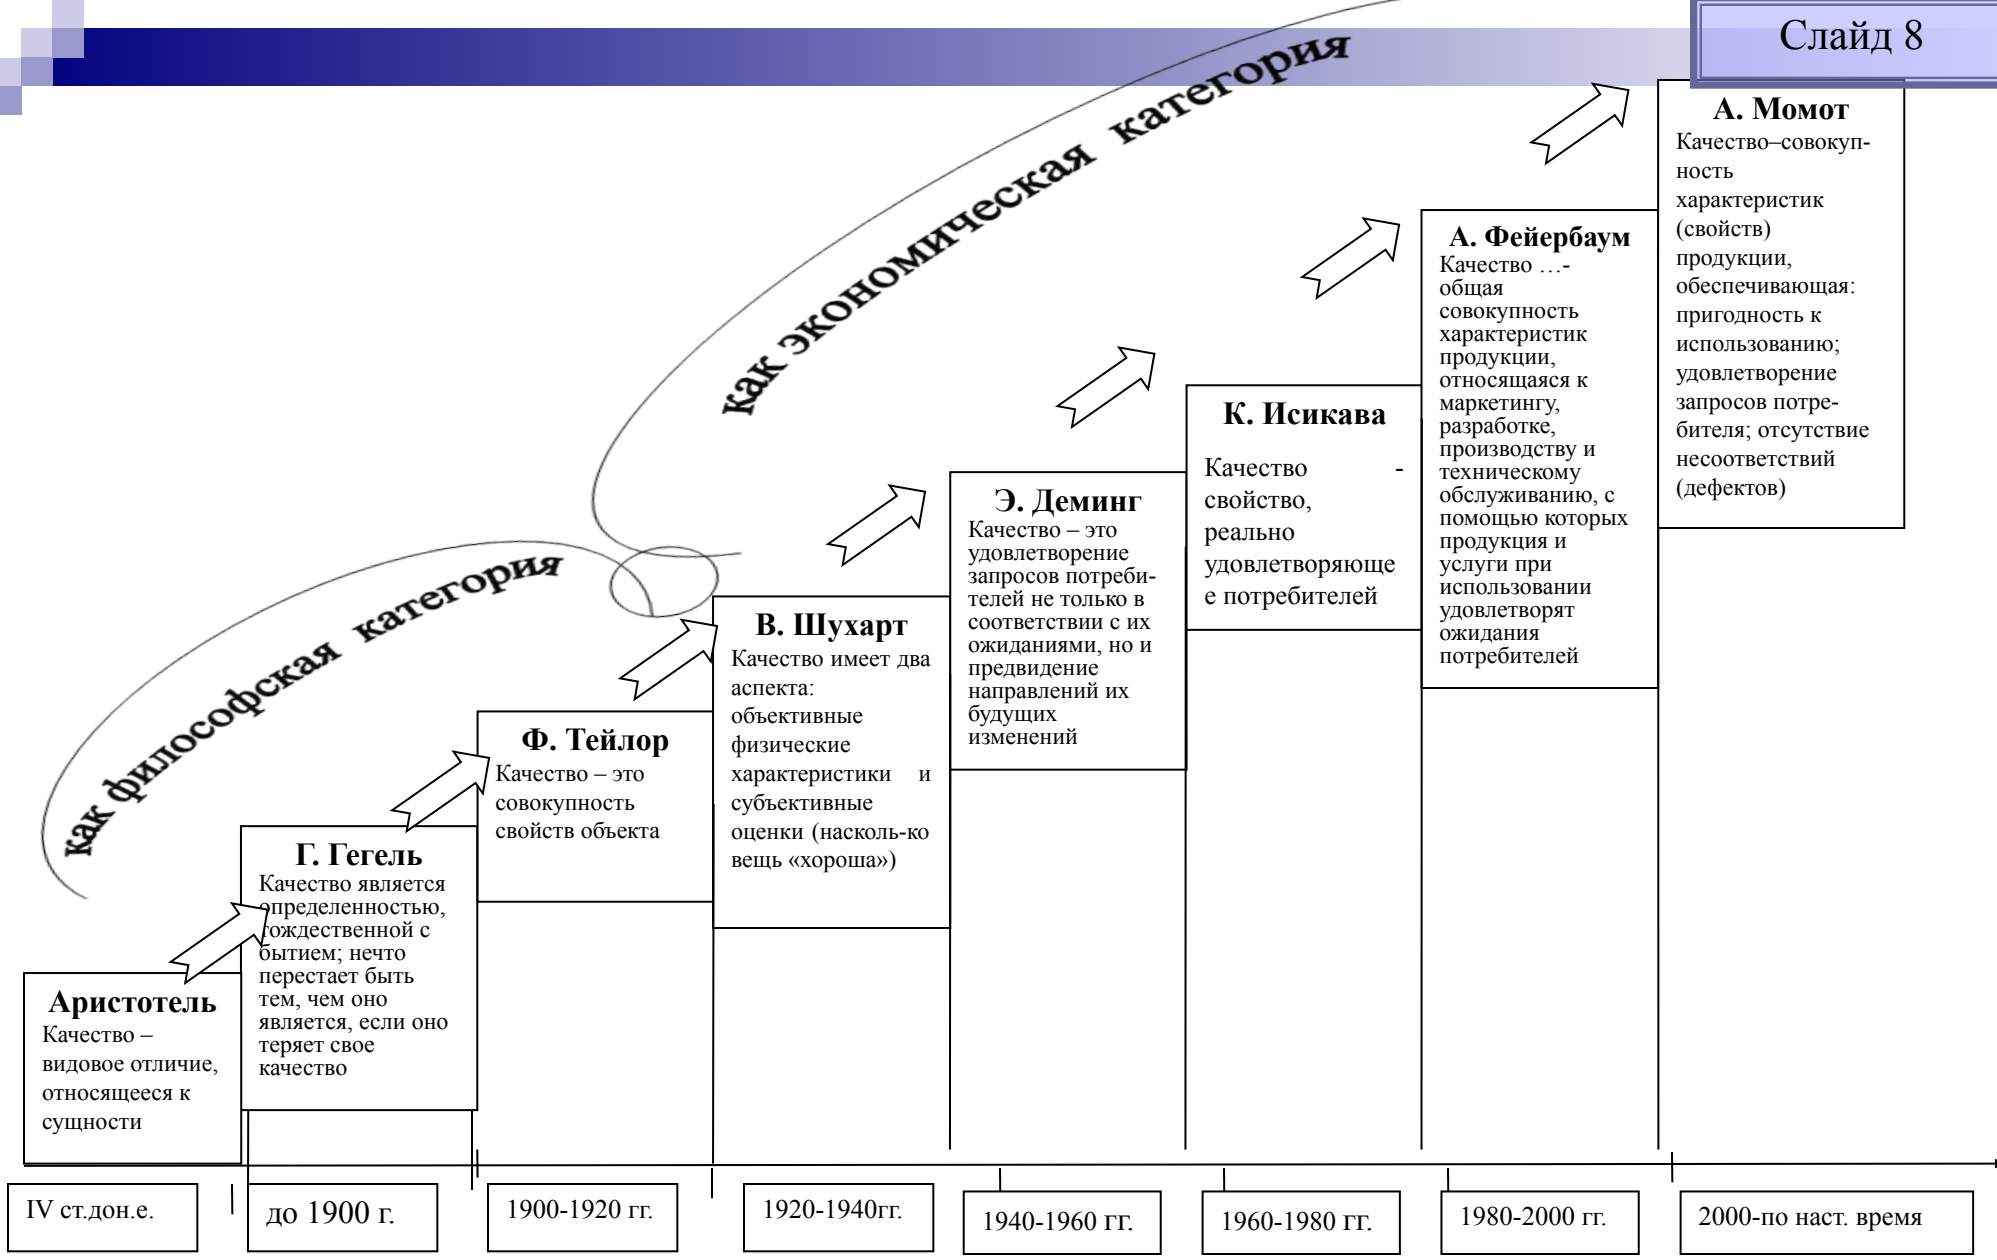 Слайд 8
как философская категория
как экономическая категория
Аристотель
Качество –
видовое отличие,
относящееся к
сущности
Г. Гегель
Качество является
определенностью,
тождественной с
бытием; нечто
перестает быть
тем, чем оно
является, если оно
теряет свое
качество
Ф. Тейлор
Качество – это
совокупность
свойств объекта
В. Шухарт
Качество имеет два
аспекта:
объективные
физические
характеристики и
субъективные
оценки (насколь-ко
вещь «хороша»)
Э. Деминг
Качество – это
удовлетворение
запросов потреби-
телей не только в
соответствии с их
ожиданиями, но и
предвидение
направлений их
будущих
изменений
К. Исикава
Качество -
свойство,
реально
удовлетворяюще
е потребителей
А. Фейербаум
Качество …-
общая
совокупность
характеристик
продукции,
относящаяся к
маркетингу,
разработке,
производству и
техническому
обслуживанию, с
помощью которых
продукция и
услуги при
использовании
удовлетворят
ожидания
потребителей
А. Момот
Качество–совокуп-
ность
характеристик
(свойств)
продукции,
обеспечивающая:
пригодность к
использованию;
удовлетворение
запросов потре-
бителя; отсутствие
несоответствий
(дефектов)
IV ст.дон.е.
до 1900 г.
1900-1920 гг.
1920-1940гг.
1940-1960 гг.
1960-1980 гг.
1980-2000 гг.
2000-по наст. время